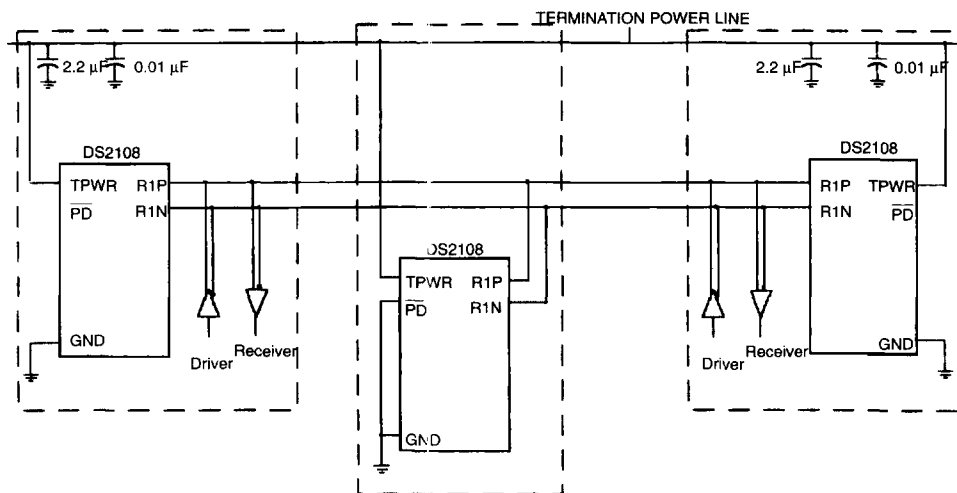 TERMINATION POWER LINE
2.2 µF
0.01 µF
2.2 µF
0.01 µF
DS2108
TPWR
R1P
PD
R1N
GND
Driver
Receiver
DS2108
TPWR
R1P
PD
R1N
GND
DS2108
R1P
TPWR
R1N
PD
GND
Driver
Receiver